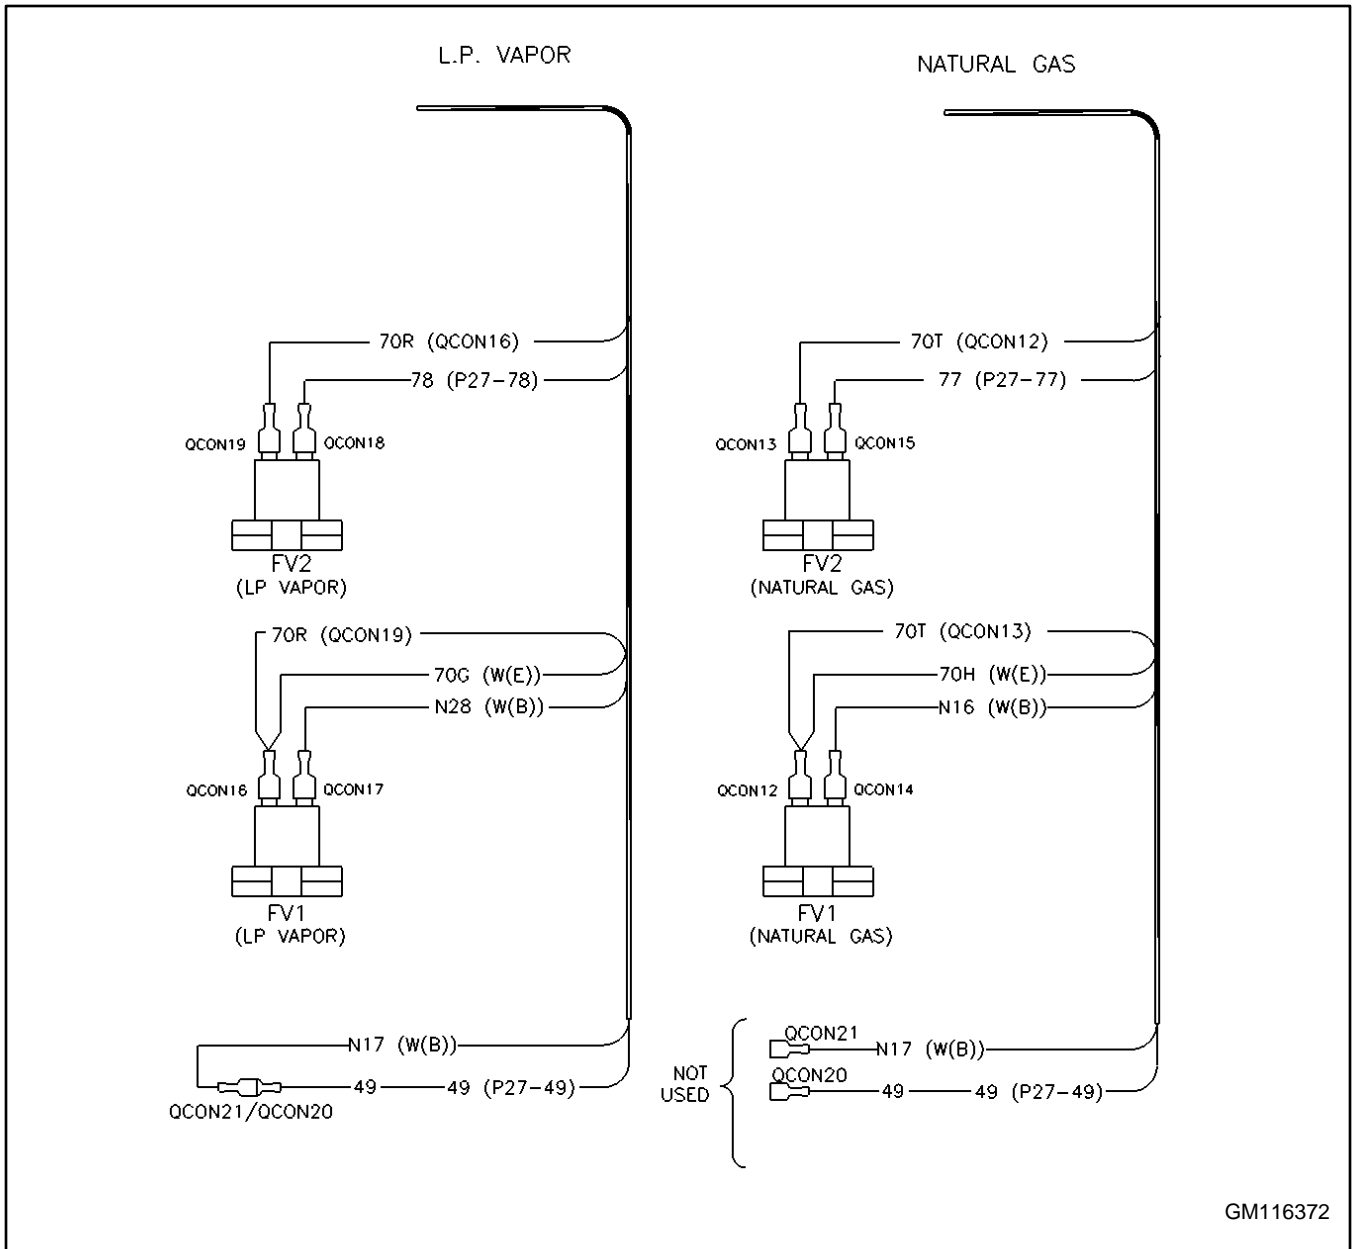 L.P. VAPOR
70R (QCON16)
78 (P27-78)
QCON19
QCON18
FV2
(LP VAPOR)
70R (QCON19)
70G (W(E))
N28 (W(B))
QCON16
QCON17
FV1
(LP VAPOR)
N17 (W(B))
49
49 (P27-49)
QCON21/QCON20
NATURAL GAS
70T (QCON12)
77 (P27-77)
QCON13
QCON15
FV2
(NATURAL GAS)
70T (QCON13)
70H (W(E))
N16 (W(B))
QCON12
QCON14
FV1
(NATURAL GAS)
NOT
USED
QCON21
N17 (W(B))
QCON20
49
49 (P27-49)
GM116372